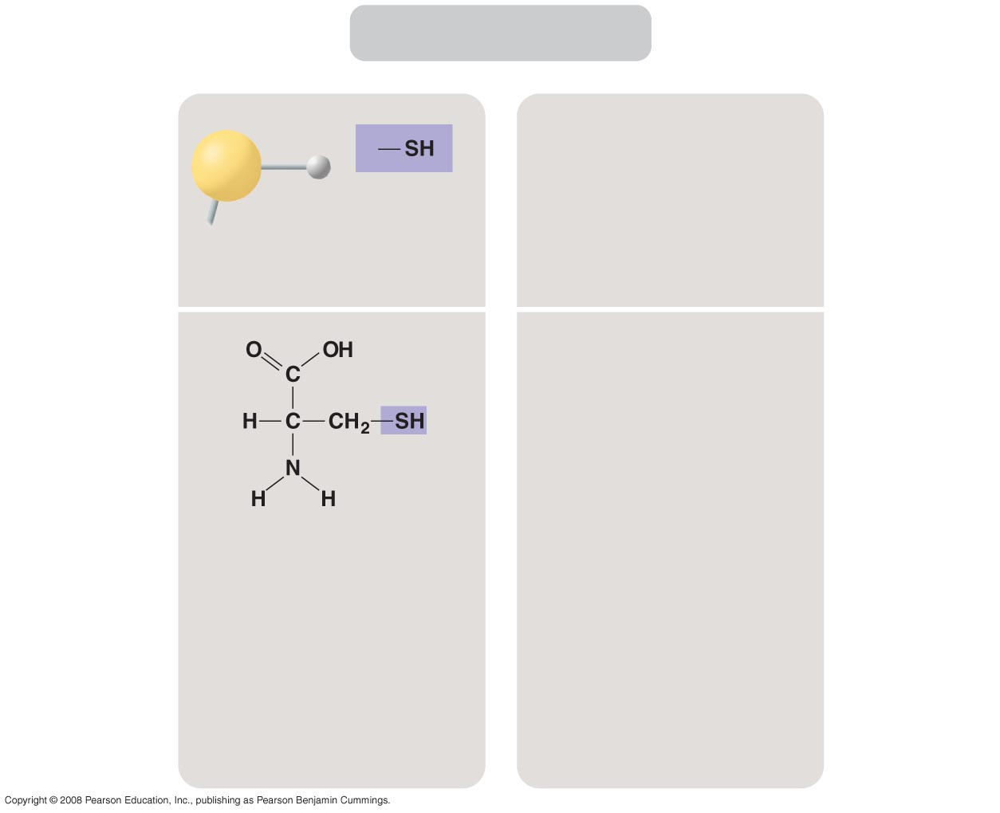 —SH
O OH
C
H—C—CH₂—SH
N
H H
Copyright © 2008 Pearson Education, Inc., publishing as Pearson Benjamin Cummings.